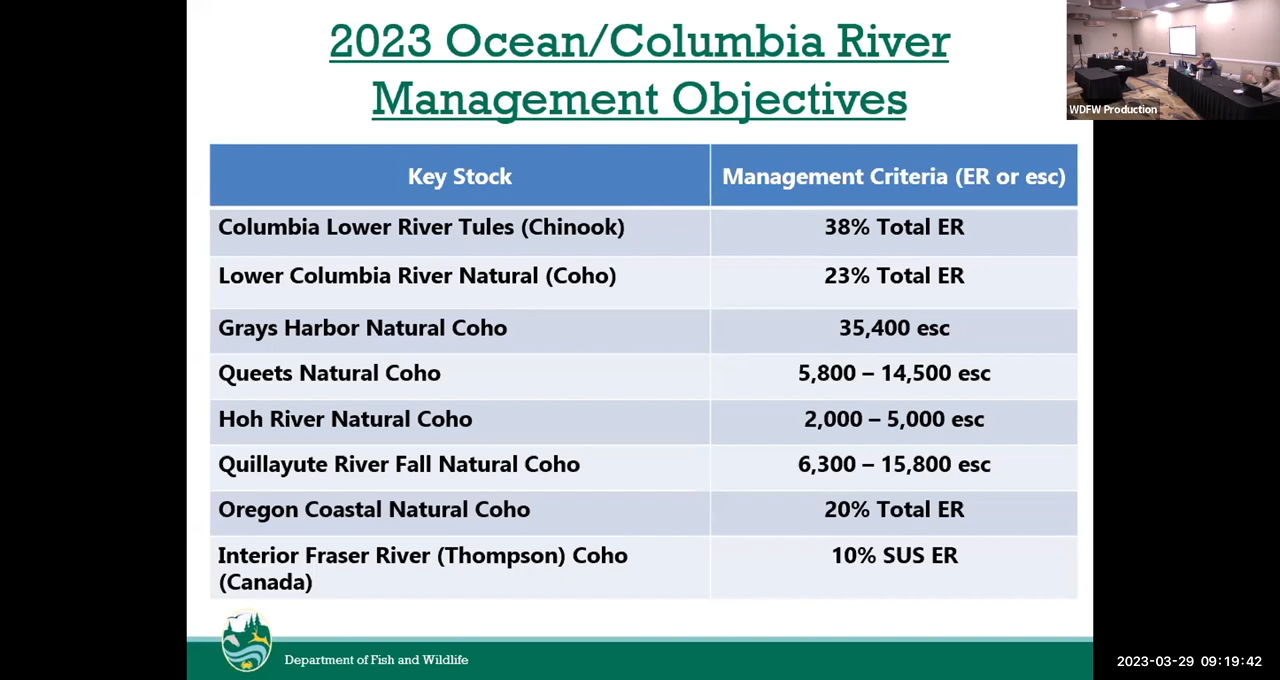 2023 Ocean/Columbia River
Management Objectives
WDFW Production
Key Stock Management Criteria (ER or esc)
Columbia Lower River Tules (Chinook) 38% Total ER
Lower Columbia River Natural (Coho) 23% Total ER
Grays Harbor Natural Coho 35,400 esc
Queets Natural Coho 5,800 – 14,500 esc
Hoh River Natural Coho 2,000 – 5,000 esc
Quillayute River Fall Natural Coho 6,300 – 15,800 esc
Oregon Coastal Natural Coho 20% Total ER
Interior Fraser River (Thompson) Coho 10% SUS ER
(Canada)
Department of Fish and Wildlife
2023-03-29 09:19:42